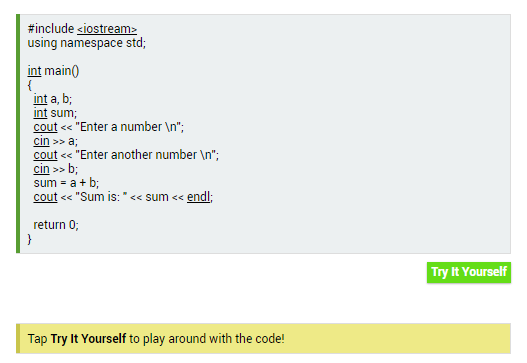 #include <iostream>
using namespace std;
int main()
{
int a, b;
int sum;
cout << "Enter a number \n";
cin >> a;
cout << "Enter another number \n";
cin >> b;
sum = a + b;
cout << "Sum is: " << sum << endl;
return 0;
}
Try It Yourself
Tap Try It Yourself to play around with the code!